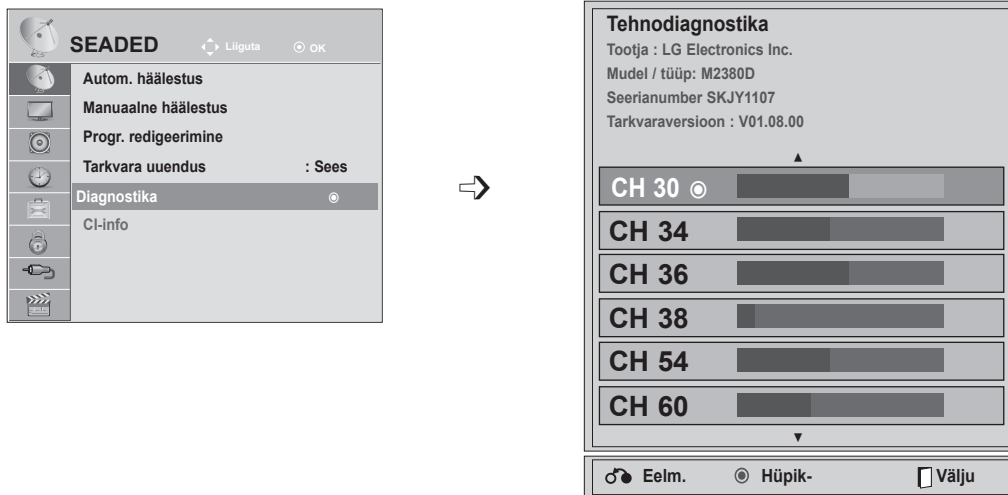 SEADED Liiguta OK
Autom. häälestus
Manuaalne häälestus
Progr. redigeerimine
Tarkvara uuendus : Sees
Diagnostika
CI-info
Tehnodiagnostika
Tootja : LG Electronics Inc.
Mudel / tüüp: M2380D
Seerianumber SKJY1107
Tarkvaraversioon : V01.08.00
CH 30
CH 34
CH 36
CH 38
CH 54
CH 60
Eelm. Hüpik- Välju